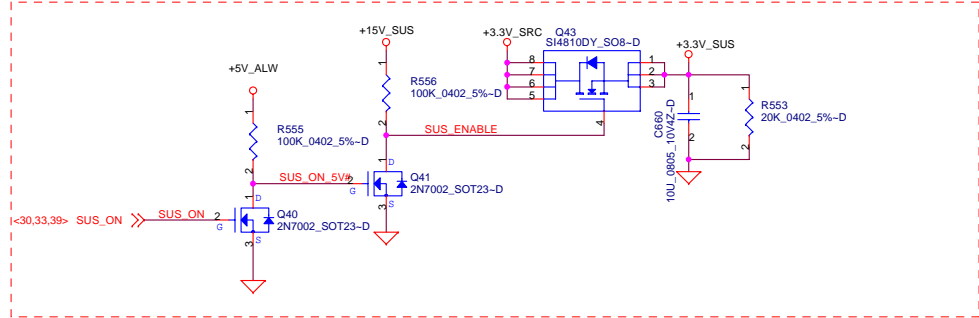 +15V_SUS
+3.3V_SRC
Q43
SI4810DY_SO8~D
+3.3V_SUS
+5V_ALW
1
R556
100K_0402_5%~D
2
8
7
6
5
1
2
3
4
1
R555
100K_0402_5%~D
2
SUS_ENABLE
1
C660
10U_0805_10V4Z~D
2
1
R553
20K_0402_5%~D
2
SUS_ON_5V#
1
D
2
G
Q41
2N7002_SOT23~D
3
S
<30,33,39> SUS_ON
SUS_ON
1
D
2
G
Q40
2N7002_SOT23~D
3
S